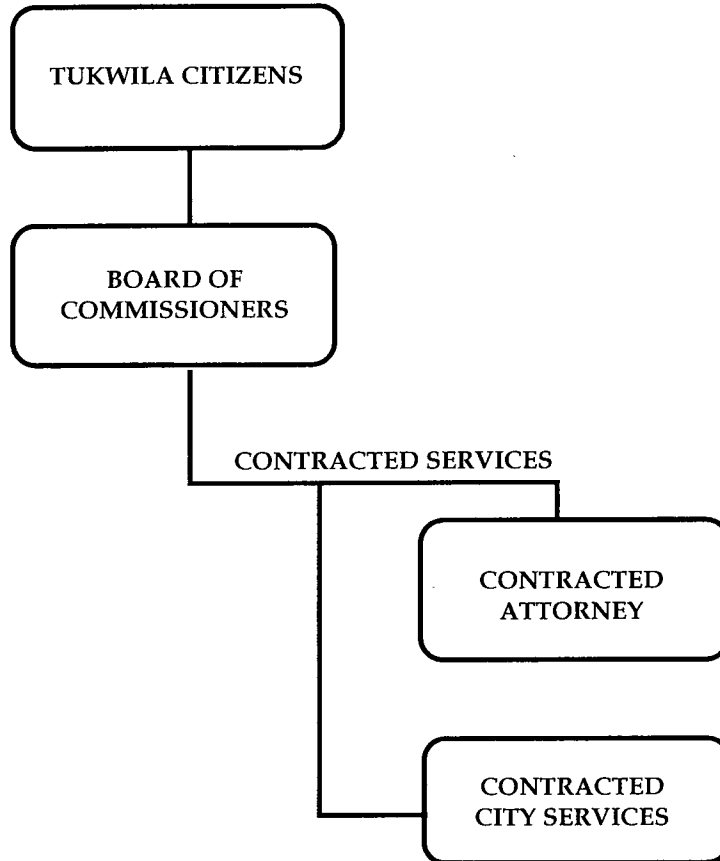 TUKWILA CITIZENS
BOARD OF
COMMISSIONERS
CONTRACTED SERVICES
CONTRACTED
ATTORNEY
CONTRACTED
CITY SERVICES